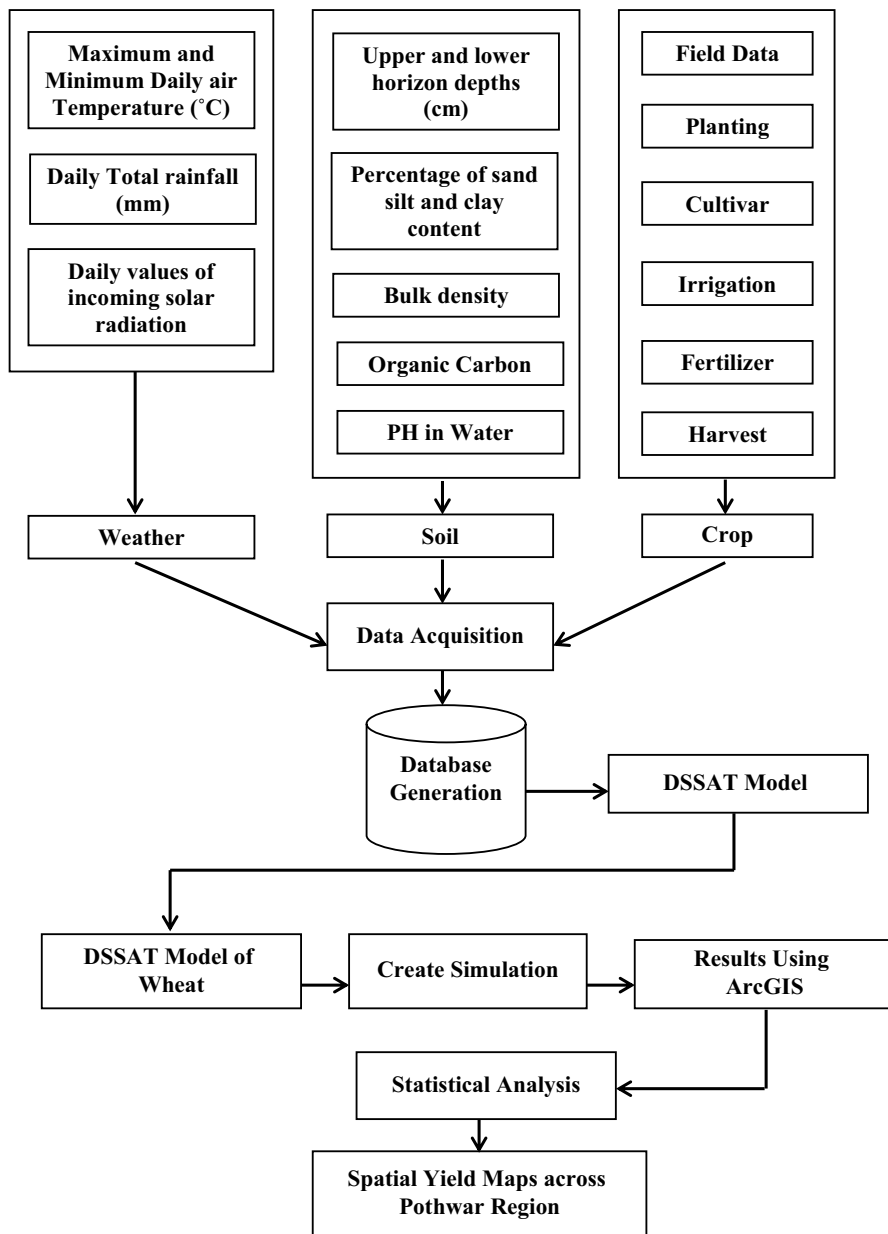 Maximum and
Minimum Daily air
Temperature (˚C)
Daily Total rainfall
(mm)
Daily values of
incoming solar
radiation
Upper and lower
horizon depths
(cm)
Percentage of sand
silt and clay
content
Bulk density
Organic Carbon
PH in Water
Field Data
Planting
Cultivar
Irrigation
Fertilizer
Harvest
Weather
Soil
Crop
Data Acquisition
Database
Generation
DSSAT Model
DSSAT Model of
Wheat
Create Simulation
Results Using
ArcGIS
Statistical Analysis
Spatial Yield Maps across
Pothwar Region